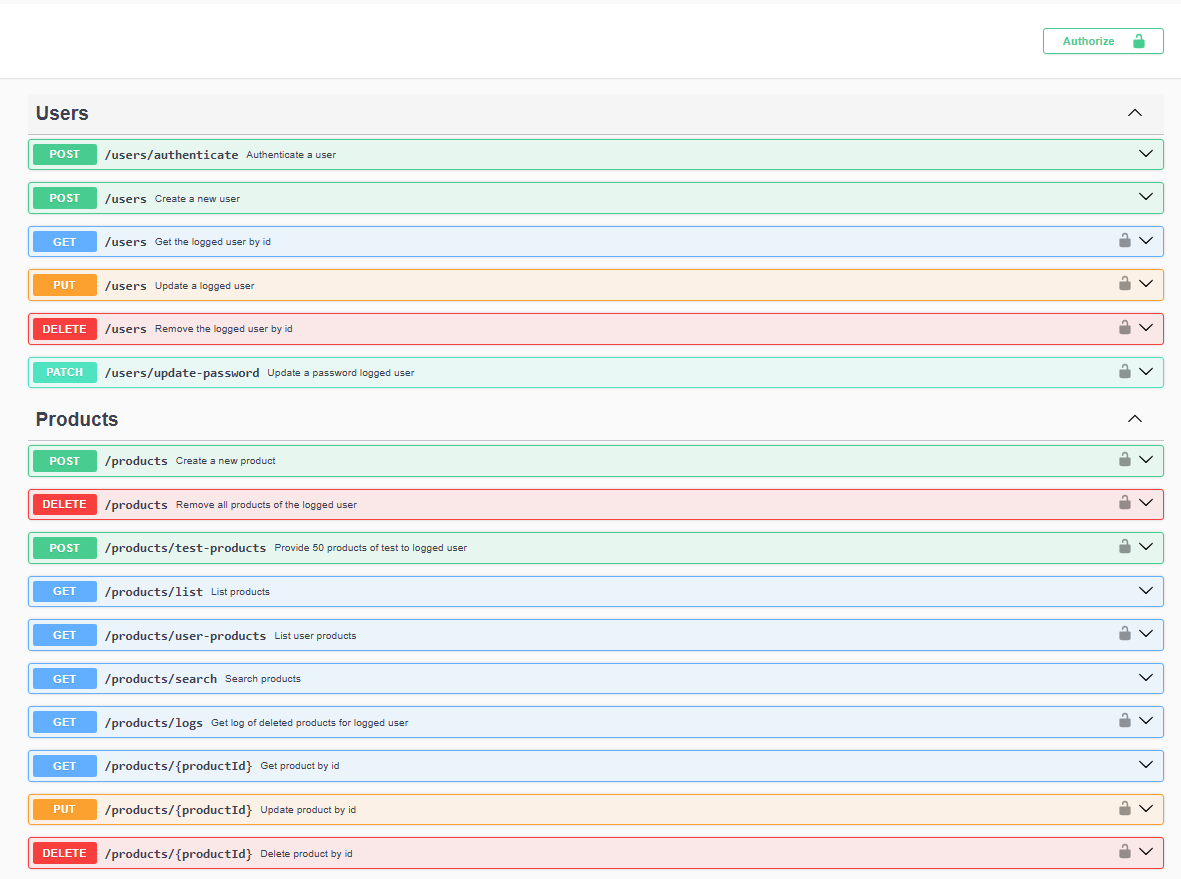 Authorize
Users
POST /users/authenticate Authenticate a user
POST /users Create a new user
GET /users Get the logged user by id
PUT /users Update a logged user
DELETE /users Remove the logged user by id
PATCH /users/update-password Update a password logged user
Products
POST /products Create a new product
DELETE /products Remove all products of the logged user
POST /products/test-products Provide 50 products of test to logged user
GET /products/list List products
GET /products/user-products List user products
GET /products/search Search products
GET /products/logs Get log of deleted products for logged user
GET /products/{productId} Get product by id
PUT /products/{productId} Update product by id
DELETE /products/{productId} Delete product by id